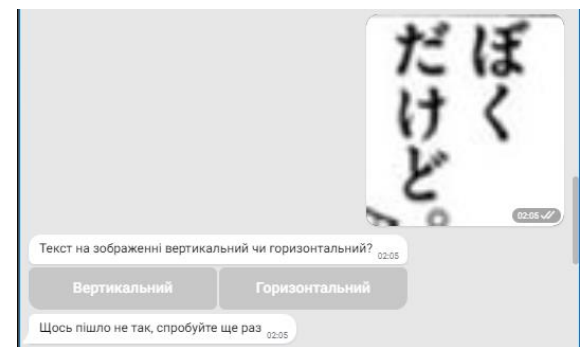 ぼく
だけど。
02:05
Текст на зображенні вертикальний чи горизонтальний?
02:05
Вертикальний
Горизонтальний
Щось пішло не так, спробуйте ще раз
02:05